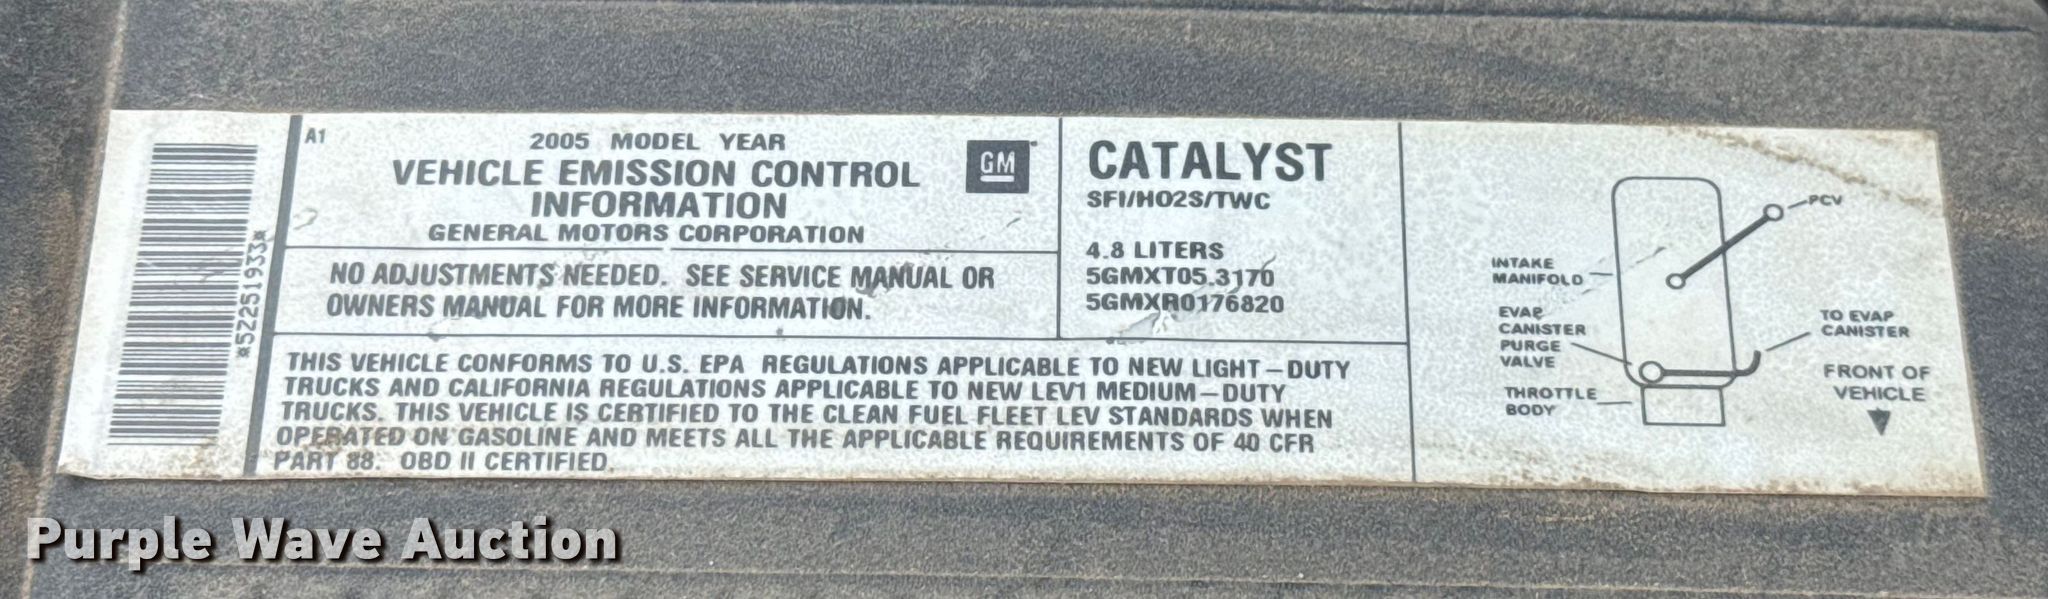 *52251933*
A1
2005 MODEL YEAR
VEHICLE EMISSION CONTROL
INFORMATION
GENERAL MOTORS CORPORATION
GM
NO ADJUSTMENTS NEEDED. SEE SERVICE MANUAL OR
OWNERS MANUAL FOR MORE INFORMATION.
CATALYST
SFI/HO2S/TWC
4.8 LITERS
5GMXT05.3170
5GMXR0176820
THIS VEHICLE CONFORMS TO U.S. EPA REGULATIONS APPLICABLE TO NEW LIGHT-DUTY
TRUCKS AND CALIFORNIA REGULATIONS APPLICABLE TO NEW LEV1 MEDIUM-DUTY
TRUCKS. THIS VEHICLE IS CERTIFIED TO THE CLEAN FUEL FLEET LEV STANDARDS WHEN
OPERATED ON GASOLINE AND MEETS ALL THE APPLICABLE REQUIREMENTS OF 40 CFR
PART 88. OBD II CERTIFIED.
PCV
INTAKE
MANIFOLD
EVAP
CANISTER
PURGE
VALVE
THROTTLE
BODY
TO EVAP
CANISTER
FRONT OF
VEHICLE
Purple Wave Auction